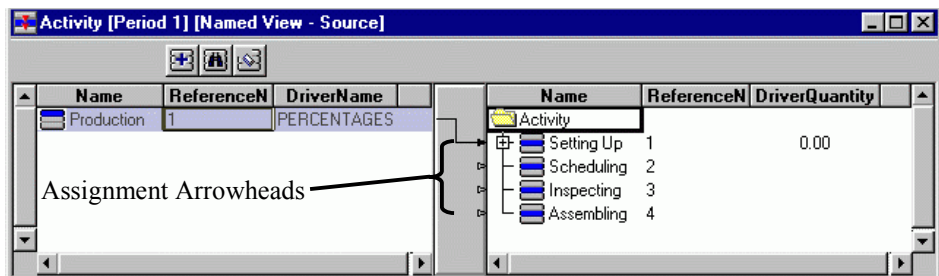 Activity [Period 1] [Named View - Source]
Name ReferenceN DriverName Name ReferenceN DriverQuantity
Production 1 PERCENTAGES Activity
Setting Up 1 0.00
Scheduling 2
Assignment Arrowheads Inspecting 3
Assembling 4